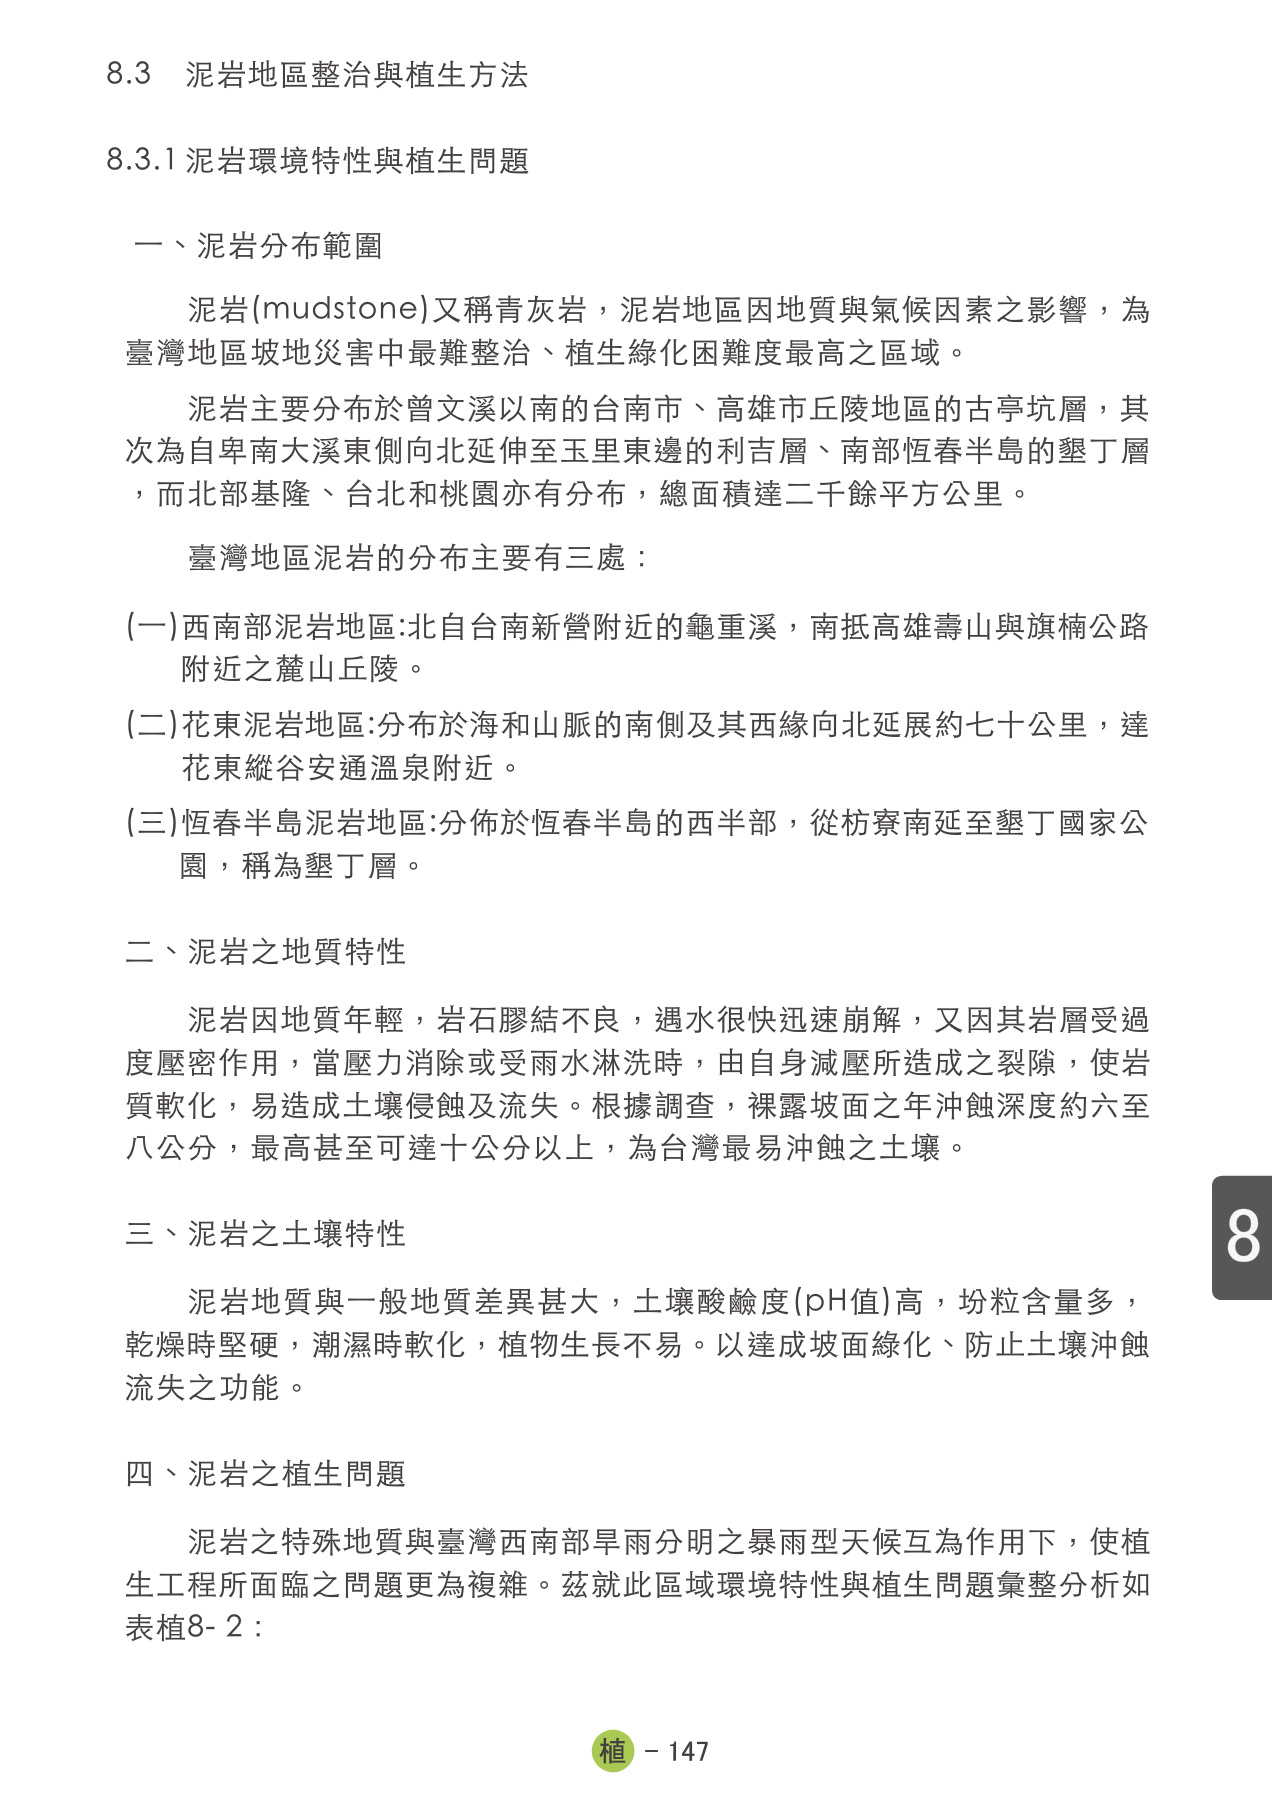 8.3 泥岩地區整治與植生方法
8.3.1 泥岩環境特性與植生問題
一、泥岩分布範圍
泥岩(mudstone)又稱青灰岩，泥岩地區因地質與氣候因素之影響，為
臺灣地區坡地災害中最難整治、植生綠化困難度最高之區域。
泥岩主要分布於曾文溪以南的台南市、高雄市丘陵地區的古亭坑層，其
次為自卑南大溪東側向北延伸至玉里東邊的利吉層、南部恆春半島的墾丁層
，而北部基隆、台北和桃園亦有分布，總面積達二千餘平方公里。
臺灣地區泥岩的分布主要有三處：
(一)西南部泥岩地區:北自台南新營附近的龜重溪，南抵高雄壽山與旗楠公路
附近之麓山丘陵。
(二)花東泥岩地區:分布於海和山脈的南側及其西緣向北延展約七十公里，達
花東縱谷安通溫泉附近。
(三)恆春半島泥岩地區:分佈於恆春半島的西半部，從枋寮南延至墾丁國家公
園，稱為墾丁層。
二、泥岩之地質特性
泥岩因地質年輕，岩石膠結不良，遇水很快迅速崩解，又因其岩層受過
度壓密作用，當壓力消除或受雨水淋洗時，由自身減壓所造成之裂隙，使岩
質軟化，易造成土壤侵蝕及流失。根據調查，裸露坡面之年沖蝕深度約六至
八公分，最高甚至可達十公分以上，為台灣最易沖蝕之土壤。
三、泥岩之土壤特性
泥岩地質與一般地質差異甚大，土壤酸鹼度(pH值)高，坋粒含量多，
乾燥時堅硬，潮濕時軟化，植物生長不易。以達成坡面綠化、防止土壤沖蝕
流失之功能。
四、泥岩之植生問題
泥岩之特殊地質與臺灣西南部旱雨分明之暴雨型天候互為作用下，使植
生工程所面臨之問題更為複雜。茲就此區域環境特性與植生問題彙整分析如
表植8- 2：
8
植 – 147